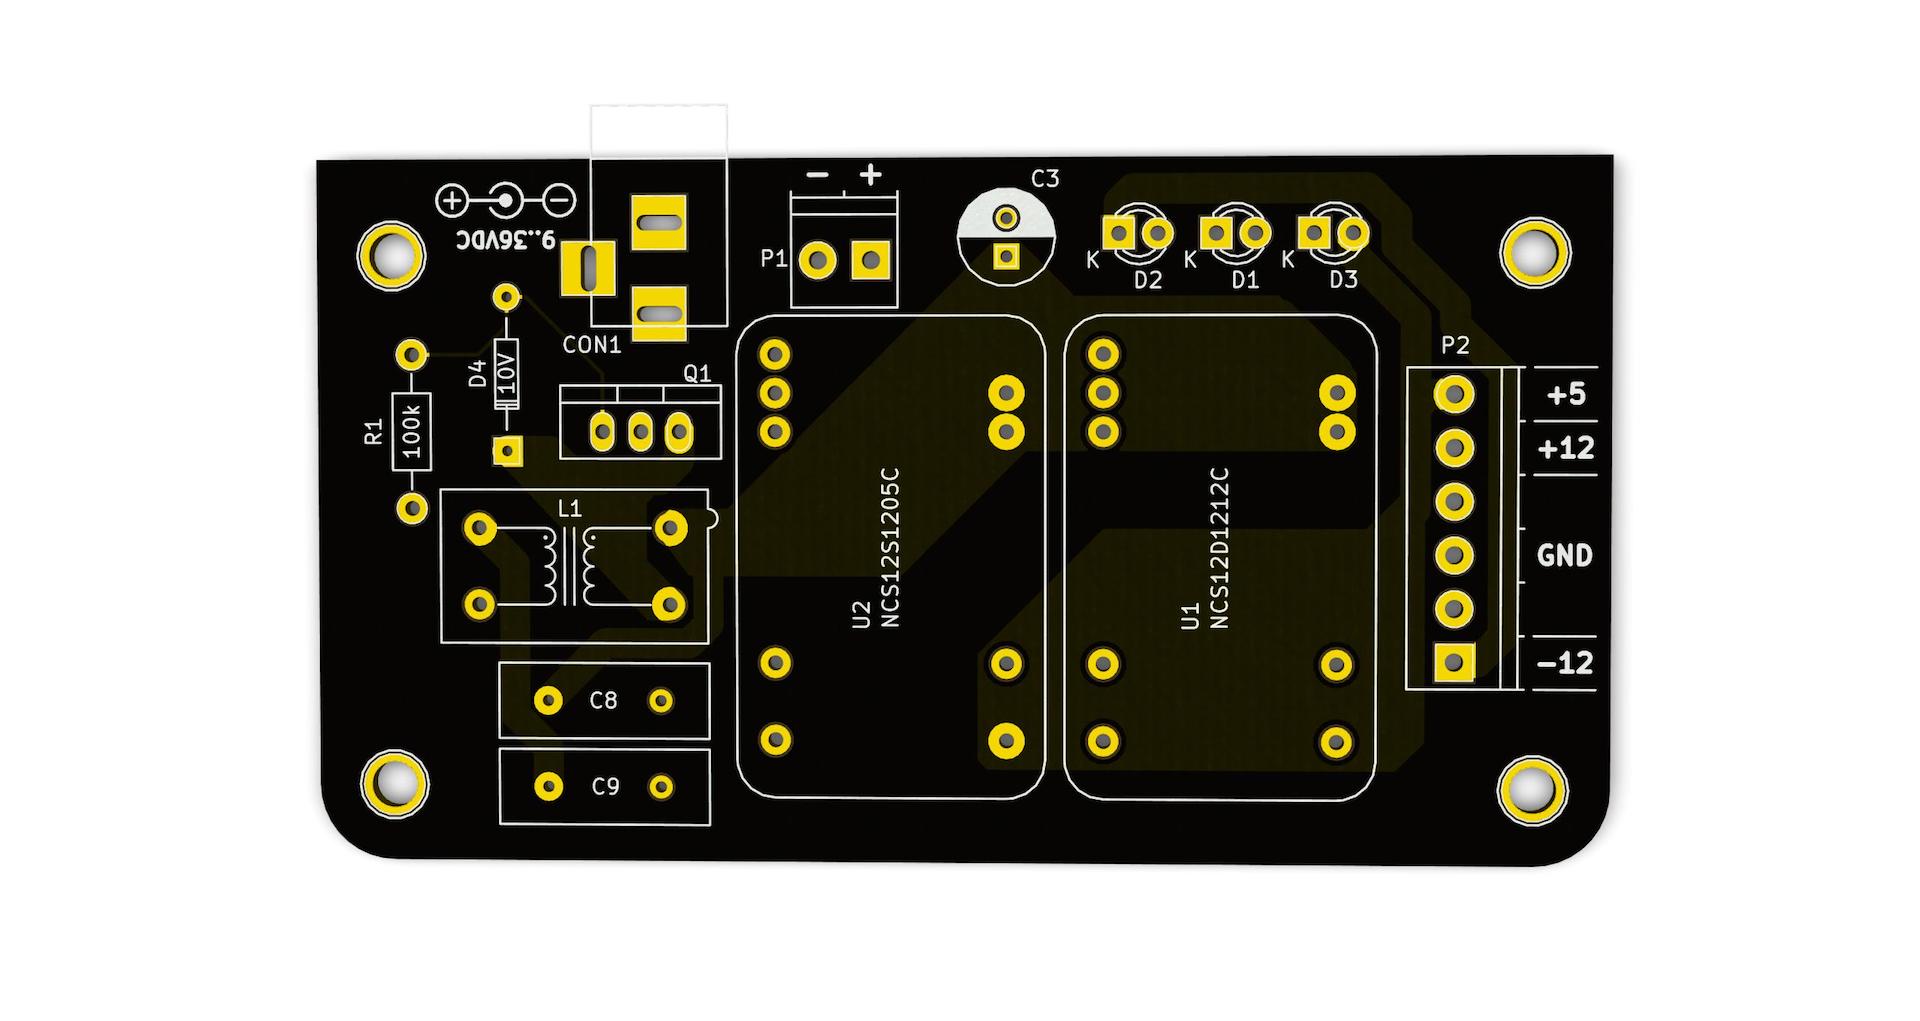 − +
C3
9..36VDC
P1
K
D2
K
D1
K
D3
CON1
P2
D4
10V
Q1
R1
100k
+5
+12
GND
−12
L1
U2
NCS12S1205C
U1
NCS12D1212C
C8
C9